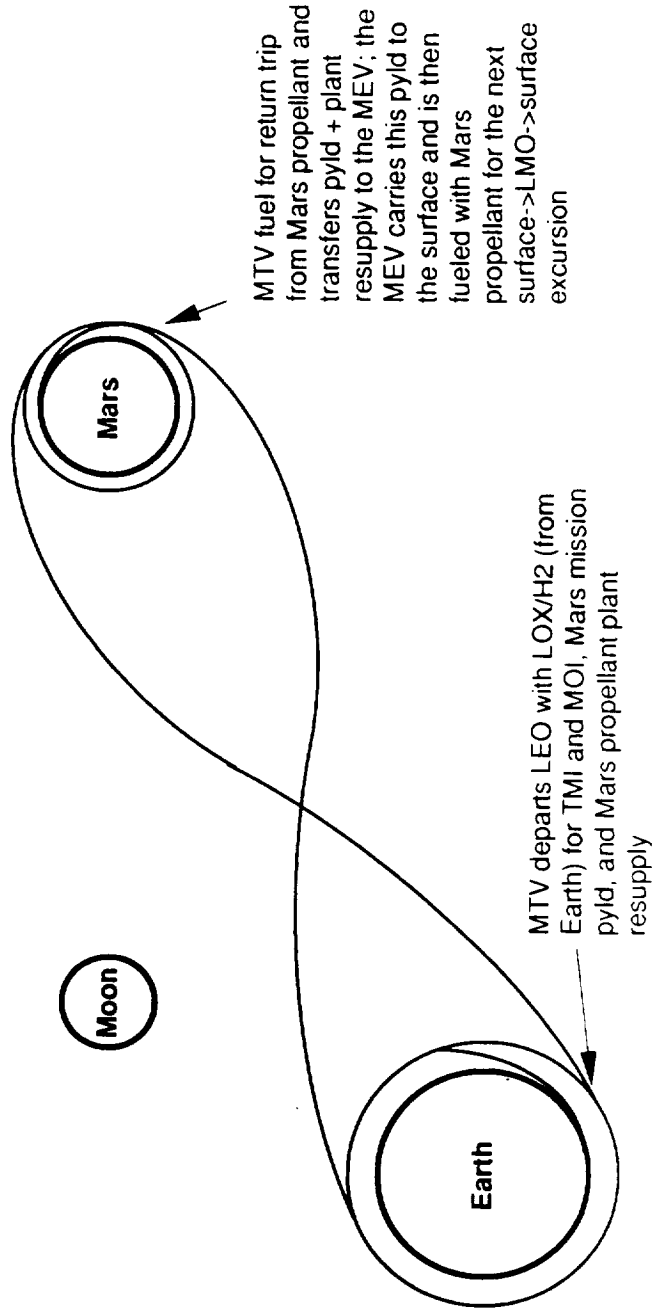 Moon
Mars
MTV fuel for return trip
from Mars propellant and
transfers pyld + plant
resupply to the MEV; the
MEV carries this pyld to
the surface and is then
fueled with Mars
propellant for the next
surface->LMO->surface
excursion
Earth
MTV departs LEO with LOX/H2 (from
Earth) for TMI and MOI, Mars mission
pyld, and Mars propellant plant
resupply